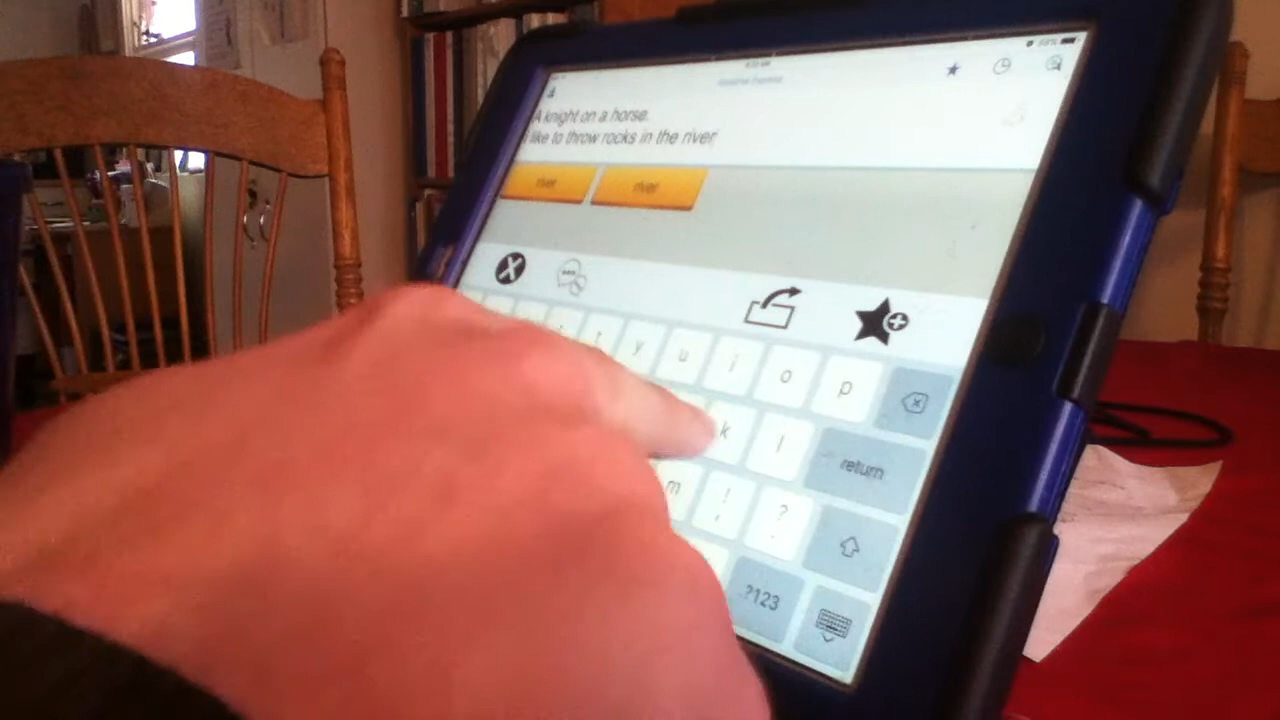 A knight on a horse.
I like to throw rocks in the river
river river
t y u i o p
k l return
m ! , ? .
?123